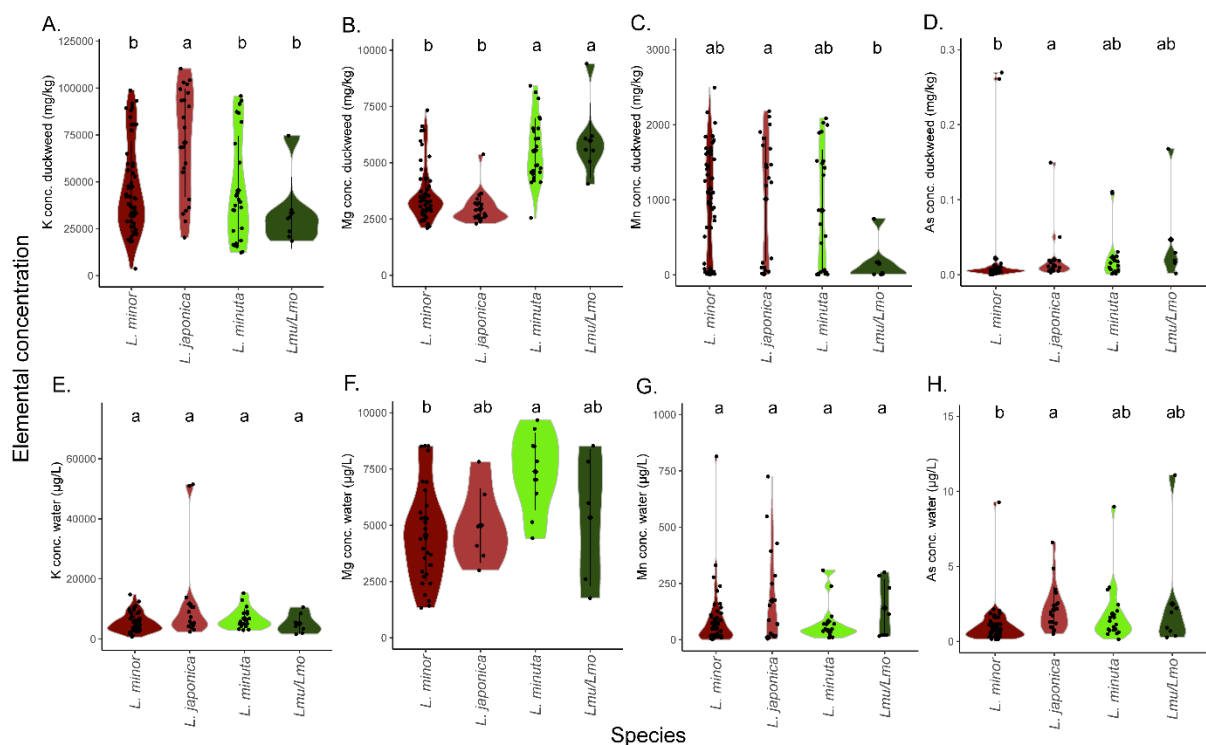 Elemental concentration
A.
b a b b
K conc. duckweed (mg/kg)
125000
100000
75000
50000
25000
0
L. minor
L. japonica
L. minuta
Lmu/Lmo
B.
b b a a
Mg conc. duckweed (mg/kg)
10000
7500
5000
2500
0
L. minor
L. japonica
L. minuta
Lmu/Lmo
C.
ab a ab b
Mn conc. duckweed (mg/kg)
3000
2000
1000
0
L. minor
L. japonica
L. minuta
Lmu/Lmo
D.
b a ab ab
As conc. duckweed (mg/kg)
0.3
0.2
0.1
0.0
L. minor
L. japonica
L. minuta
Lmu/Lmo
E.
a a a a
K conc. water (µg/L)
60000
40000
20000
0
L. minor
L. japonica
L. minuta
Lmu/Lmo
F.
b ab a ab
Mg conc. water (µg/L)
10000
7500
5000
2500
0
L. minor
L. japonica
L. minuta
Lmu/Lmo
G.
a a a a
Mn conc. water (µg/L)
1000
750
500
250
0
L. minor
L. japonica
L. minuta
Lmu/Lmo
H.
b a ab ab
As conc. water (µg/L)
15
10
5
0
L. minor
L. japonica
L. minuta
Lmu/Lmo
Species